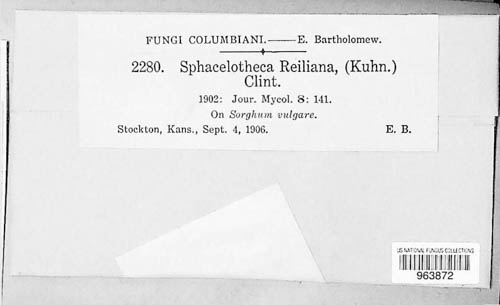 FUNGI COLUMBIANI.——E. Bartholomew.
2280. Sphacelotheca Reiliana, (Kuhn.)
Clint.
1902: Jour. Mycol. 8: 141.
On Sorghum vulgare.
Stockton, Kans., Sept. 4, 1906. E. B.
US NATIONAL FUNGUS COLLECTIONS
963872